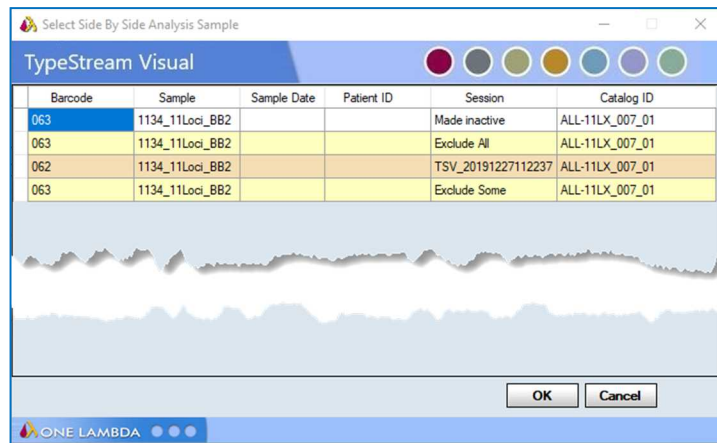 Select Side By Side Analysis Sample
TypeStream Visual
Barcode Sample Sample Date Patient ID Session Catalog ID
063 1134_11Loci_BB2 Made inactive ALL-11LX_007_01
063 1134_11Loci_BB2 Exclude All ALL-11LX_007_01
062 1134_11Loci_BB2 TSV_20191227112237 ALL-11LX_007_01
063 1134_11Loci_BB2 Exclude Some ALL-11LX_007_01
OK Cancel
ONE LAMBDA